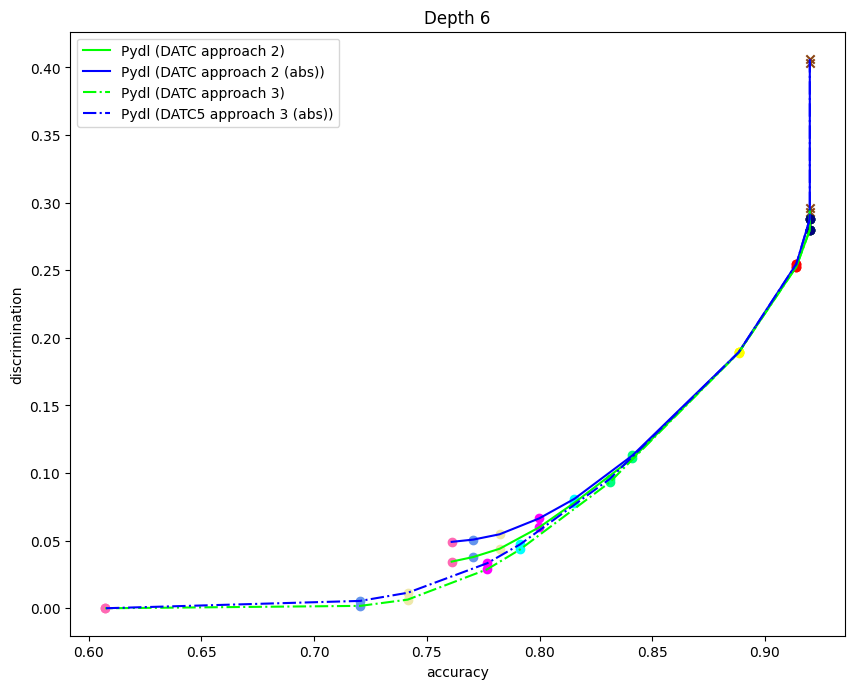 Depth 6
Pydl (DATC approach 2)
Pydl (DATC approach 2 (abs))
Pydl (DATC approach 3)
Pydl (DATC5 approach 3 (abs))
discrimination
0.40
0.35
0.30
0.25
0.20
0.15
0.10
0.05
0.00
0.60 0.65 0.70 0.75 0.80 0.85 0.90
accuracy